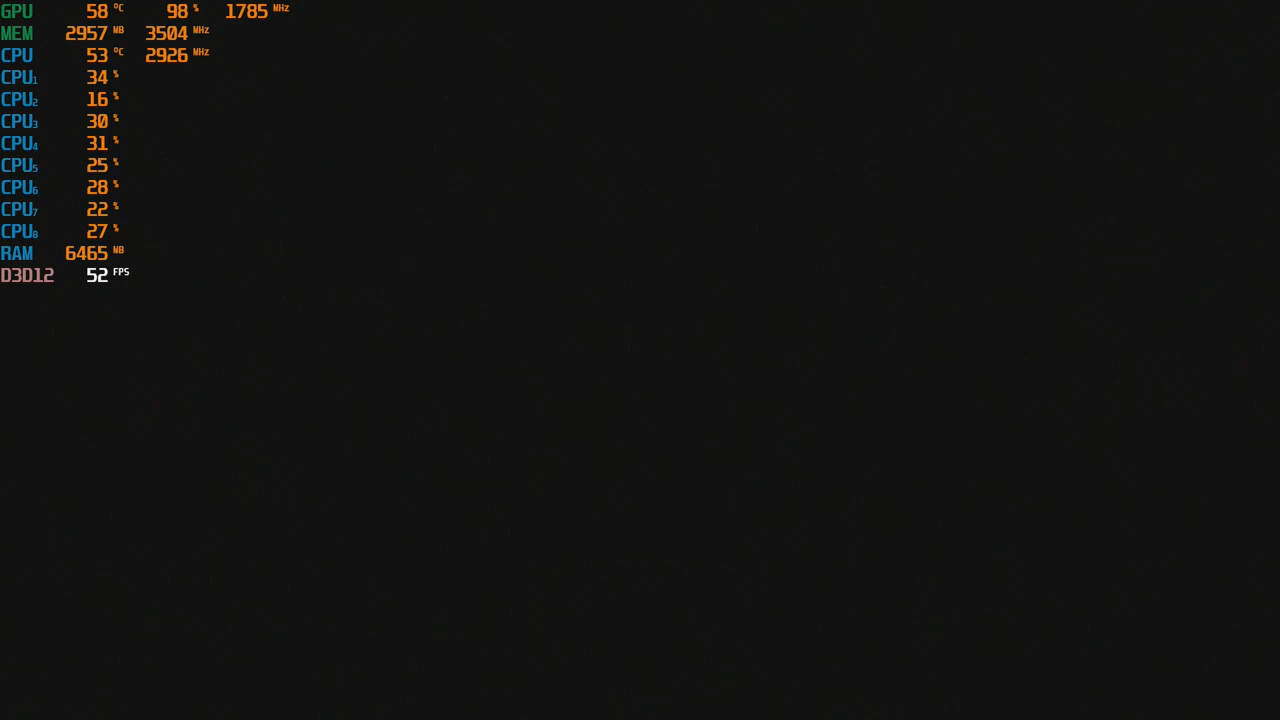 GPU 58 °C 98 % 1785 MHz
MEM 2957 MB 3504 MHz
CPU 53 °C 2926 MHz
CPU1 34 %
CPU2 16 %
CPU3 30 %
CPU4 31 %
CPU5 25 %
CPU6 28 %
CPU7 22 %
CPU8 27 %
RAM 6465 MB
D3D12 52 FPS